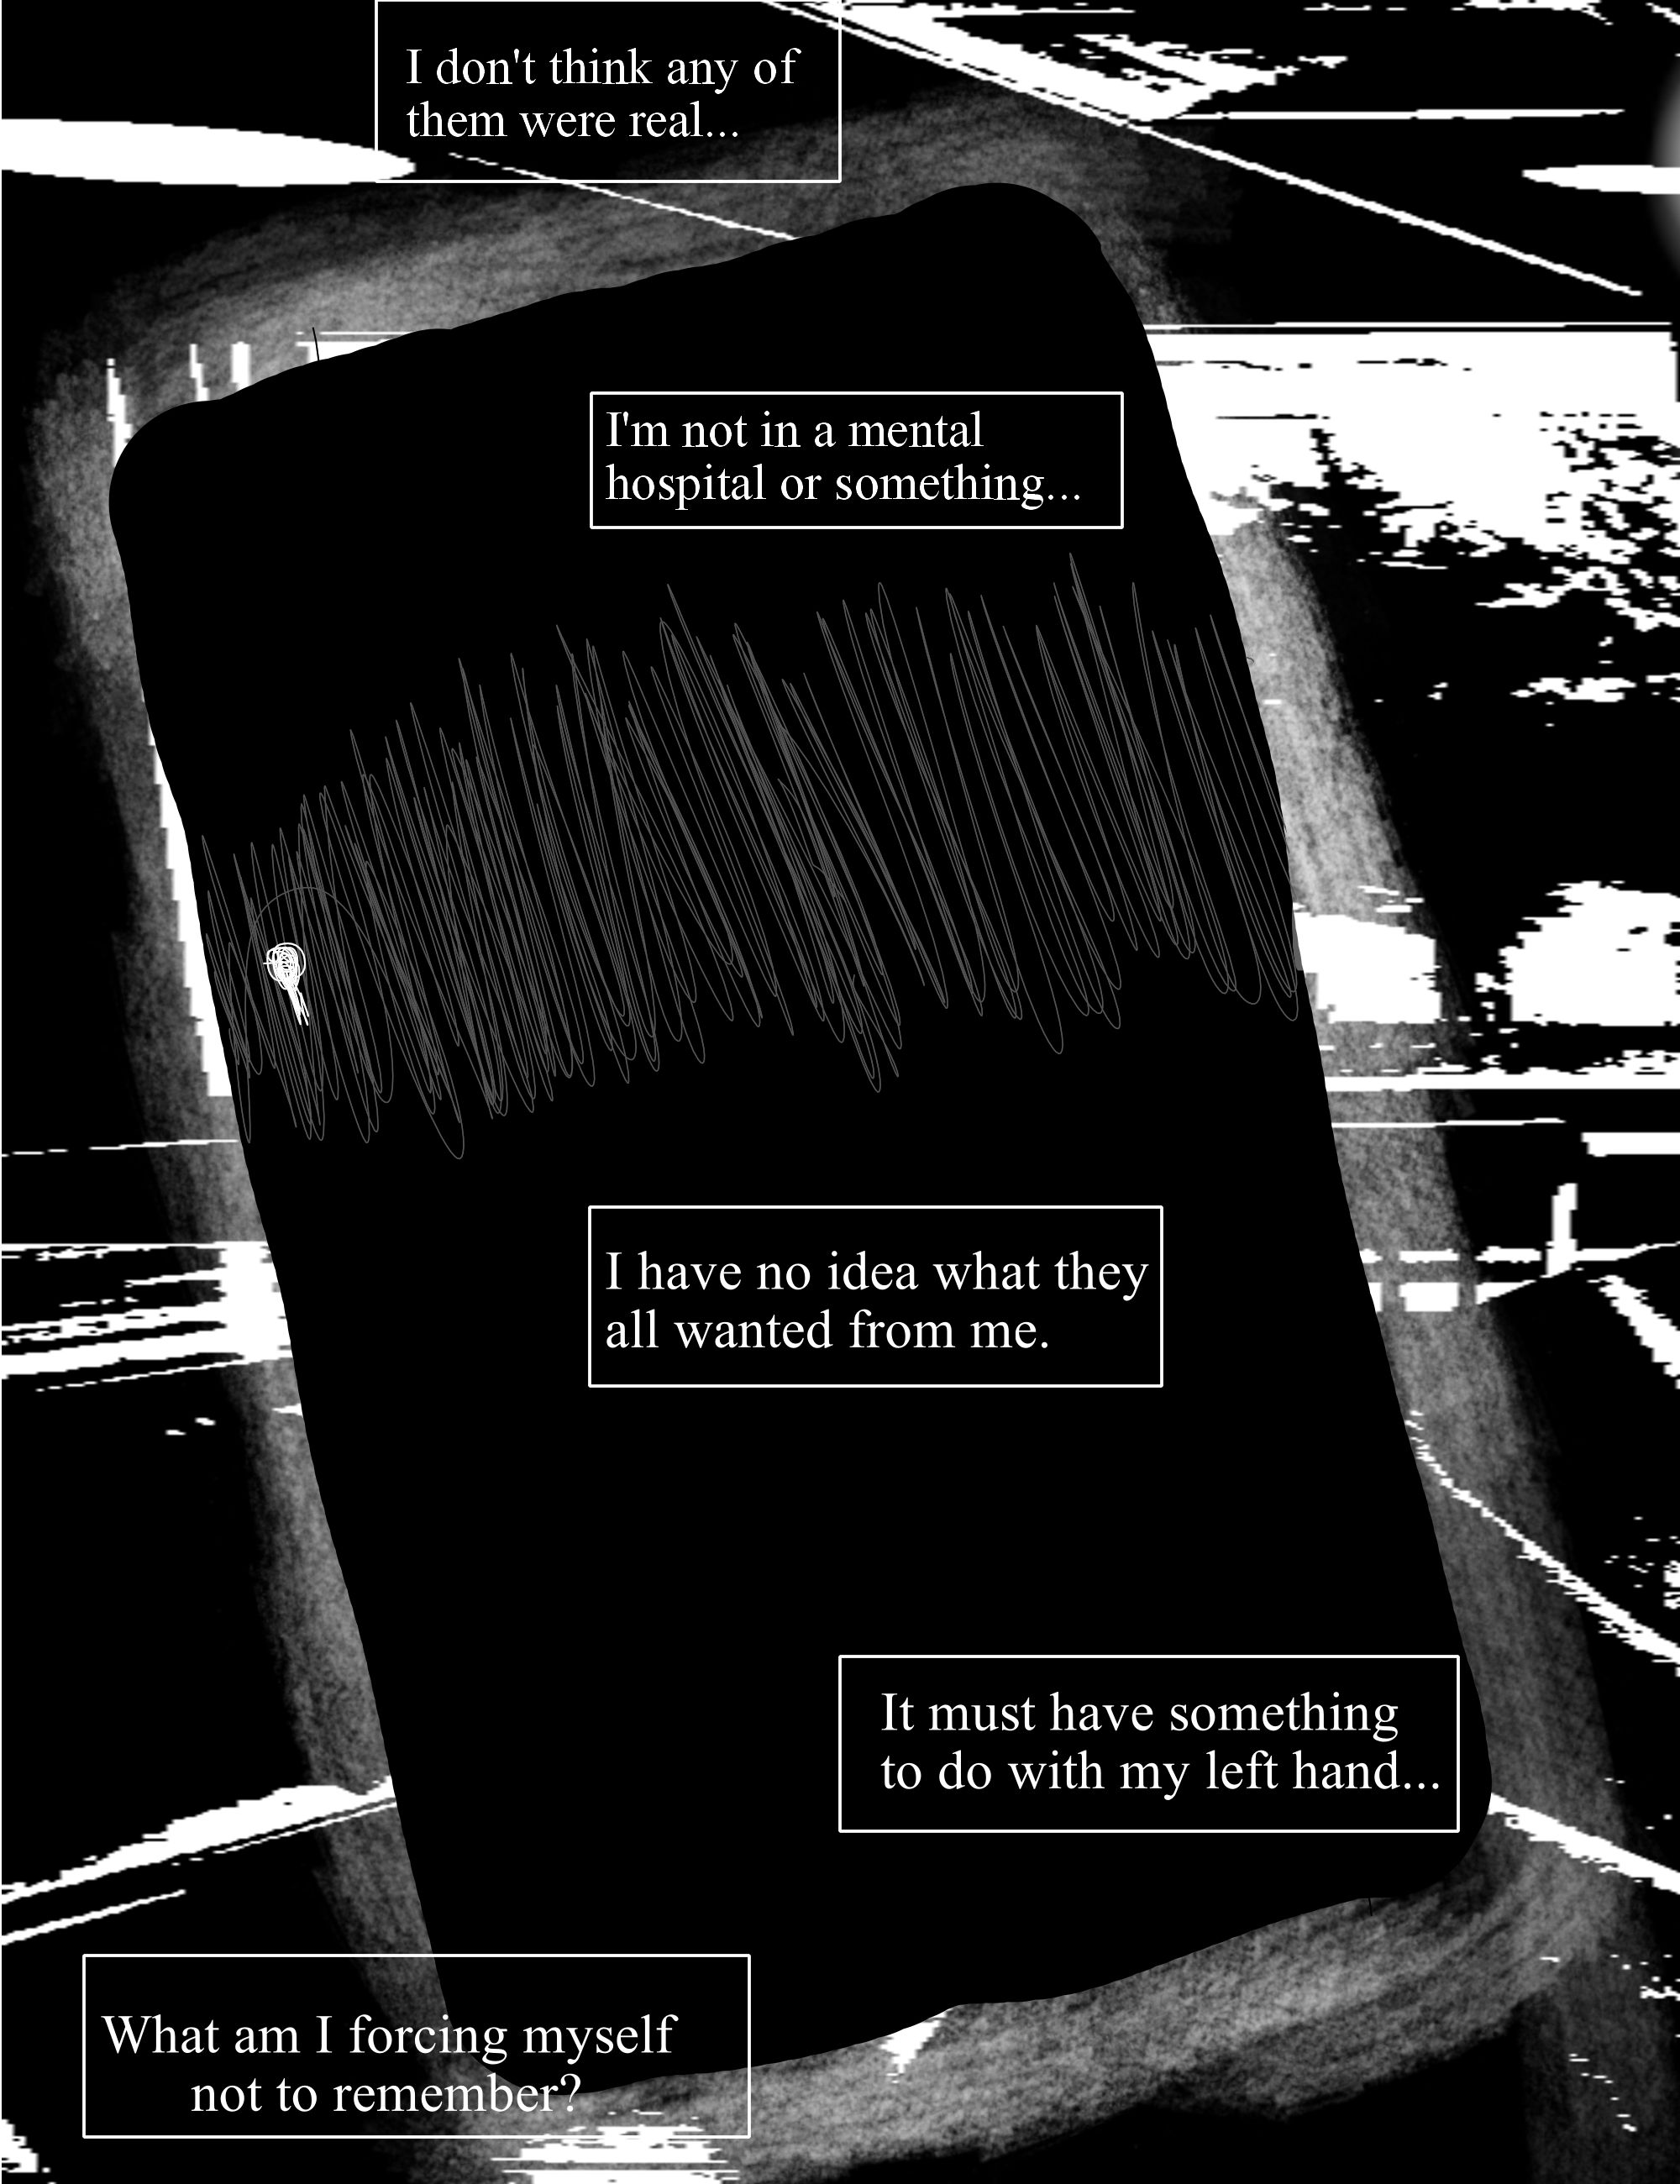 I don't think any of
them were real...
I'm not in a mental
hospital or something...
I have no idea what they
all wanted from me.
It must have something
to do with my left hand...
What am I forcing myself
not to remember?